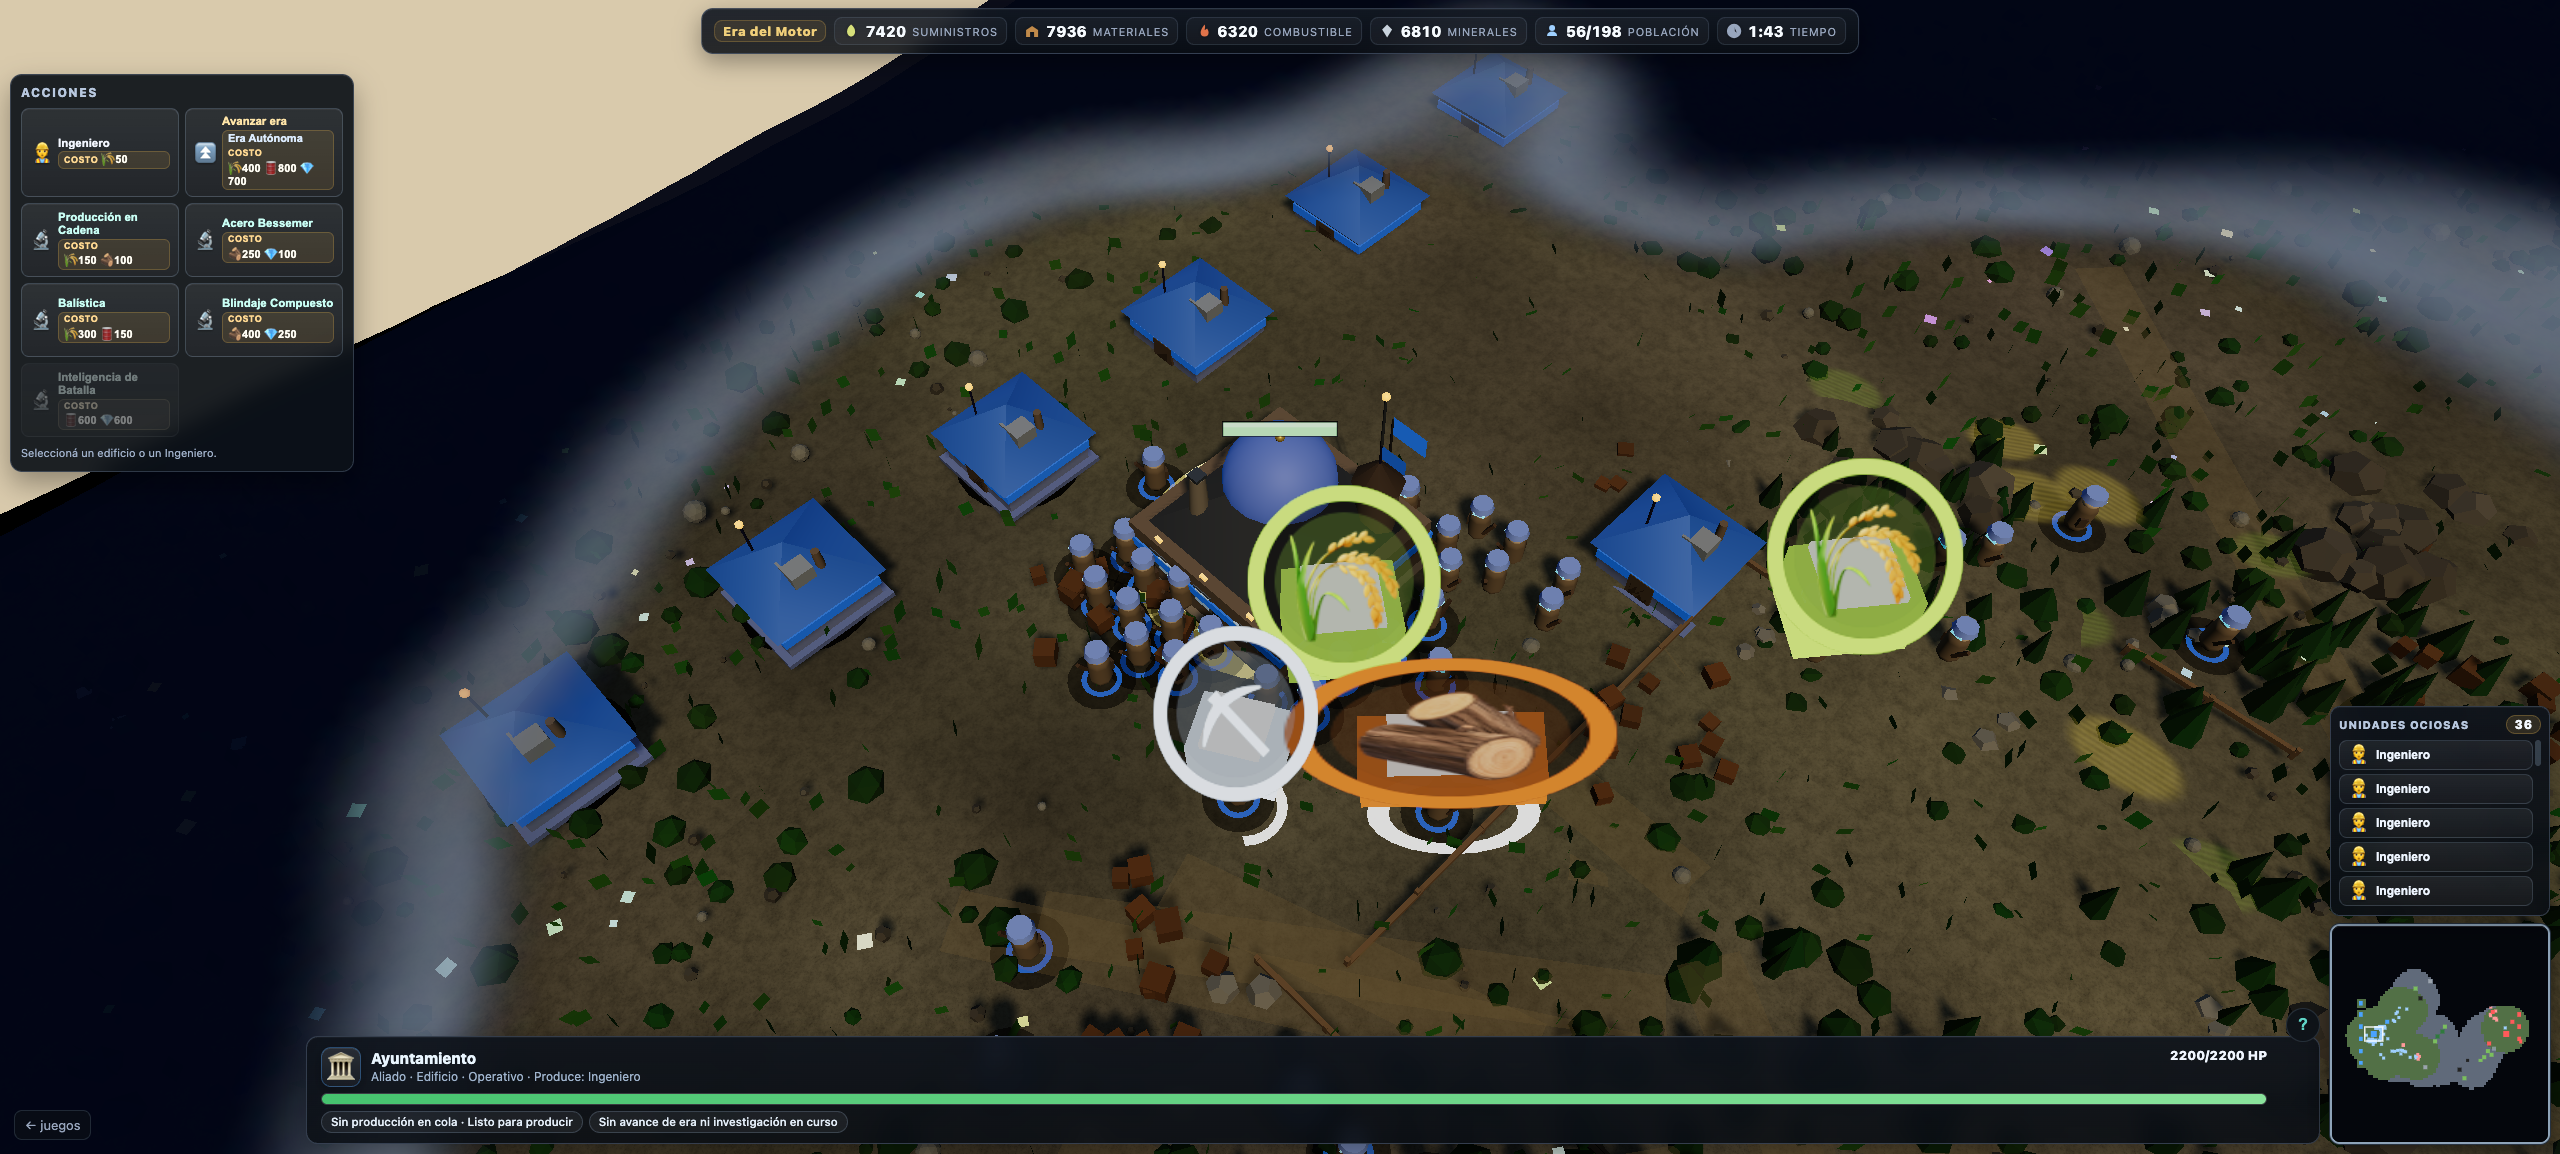 Era del Motor
7420 SUMINISTROS
7936 MATERIALES
6320 COMBUSTIBLE
6810 MINERALES
56/198 POBLACIÓN
1:43 TIEMPO
ACCIONES
Ingeniero
COSTO 50
Avanzar era
Era Autónoma
COSTO
400 800
700
Producción en
Cadena
COSTO
150 100
Acero Bessemer
COSTO
250 100
Balística
COSTO
300 150
Blindaje Compuesto
COSTO
400 250
Inteligencia de
Batalla
COSTO
600 600
Seleccioná un edificio o un Ingeniero.
UNIDADES OCIOSAS 36
Ingeniero
Ingeniero
Ingeniero
Ingeniero
Ingeniero
?
Ayuntamiento
Aliado · Edificio · Operativo · Produce: Ingeniero
2200/2200 HP
Sin producción en cola · Listo para producir
Sin avance de era ni investigación en curso
← juegos